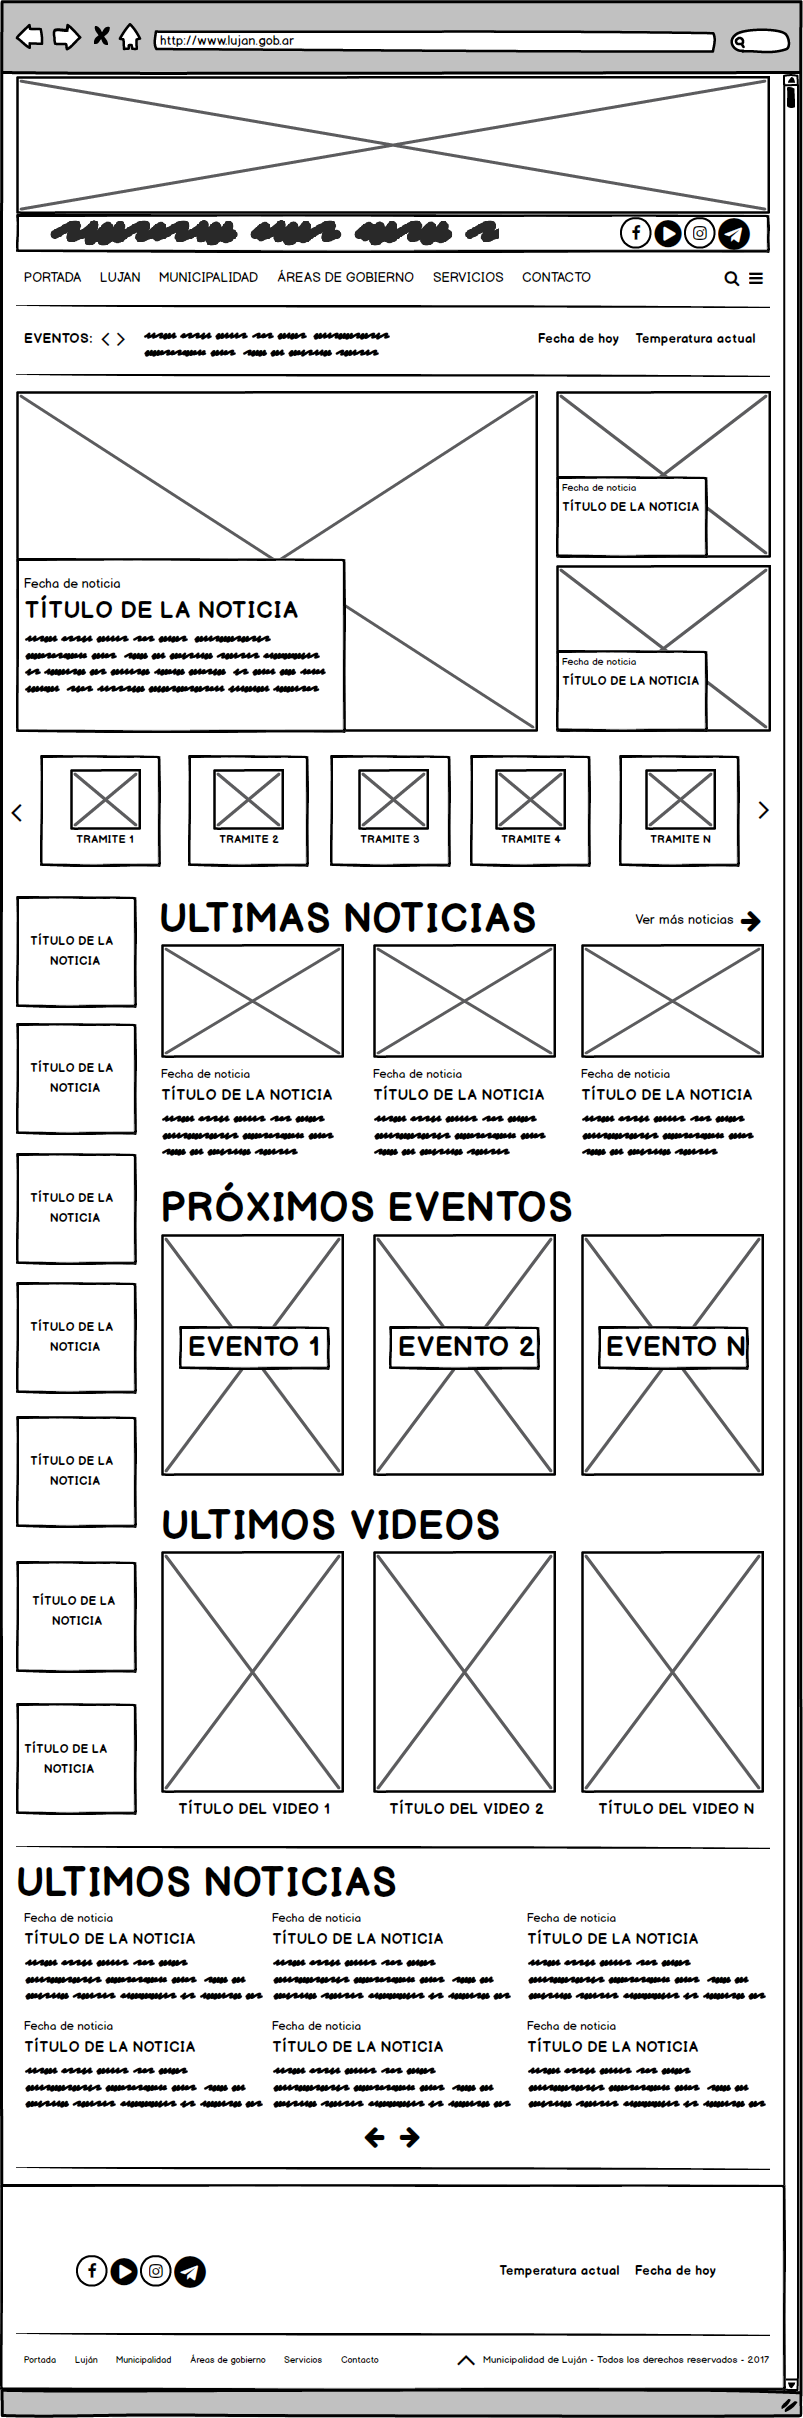 http://www.lujan.gob.ar
PORTADA LUJAN MUNICIPALIDAD ÁREAS DE GOBIERNO SERVICIOS CONTACTO
EVENTOS: Fecha de hoy Temperatura actual
Fecha de noticia
TÍTULO DE LA NOTICIA
Fecha de noticia
TÍTULO DE LA NOTICIA
Fecha de noticia
TÍTULO DE LA NOTICIA
TRAMITE 1 TRAMITE 2 TRAMITE 3 TRAMITE 4 TRAMITE N
TÍTULO DE LA
NOTICIA
TÍTULO DE LA
NOTICIA
TÍTULO DE LA
NOTICIA
TÍTULO DE LA
NOTICIA
TÍTULO DE LA
NOTICIA
TÍTULO DE LA
NOTICIA
TÍTULO DE LA
NOTICIA
ULTIMAS NOTICIAS Ver más noticias
Fecha de noticia Fecha de noticia Fecha de noticia
TÍTULO DE LA NOTICIA TÍTULO DE LA NOTICIA TÍTULO DE LA NOTICIA
PRÓXIMOS EVENTOS
EVENTO 1 EVENTO 2 EVENTO N
ULTIMOS VIDEOS
TÍTULO DEL VIDEO 1 TÍTULO DEL VIDEO 2 TÍTULO DEL VIDEO N
ULTIMOS NOTICIAS
Fecha de noticia Fecha de noticia Fecha de noticia
TÍTULO DE LA NOTICIA TÍTULO DE LA NOTICIA TÍTULO DE LA NOTICIA
Fecha de noticia Fecha de noticia Fecha de noticia
TÍTULO DE LA NOTICIA TÍTULO DE LA NOTICIA TÍTULO DE LA NOTICIA
Temperatura actual Fecha de hoy
Portada Luján Municipalidad Áreas de gobierno Servicios Contacto Municipalidad de Luján - Todos los derechos reservados - 2017